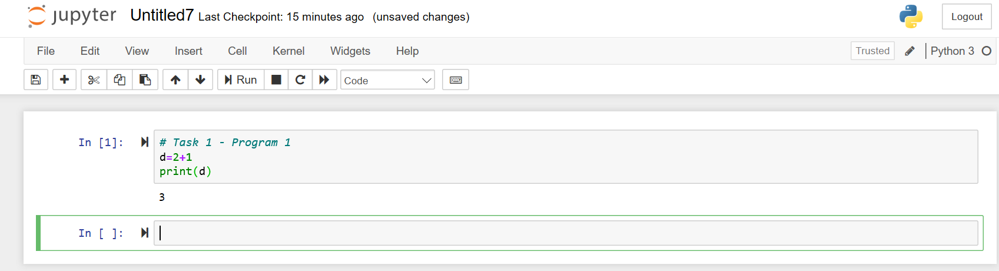 jupyter Untitled7 Last Checkpoint: 15 minutes ago (unsaved changes) Logout
File Edit View Insert Cell Kernel Widgets Help Trusted Python 3
Run Code
In [1]: # Task 1 - Program 1
d=2+1
print(d)
3
In [ ]: